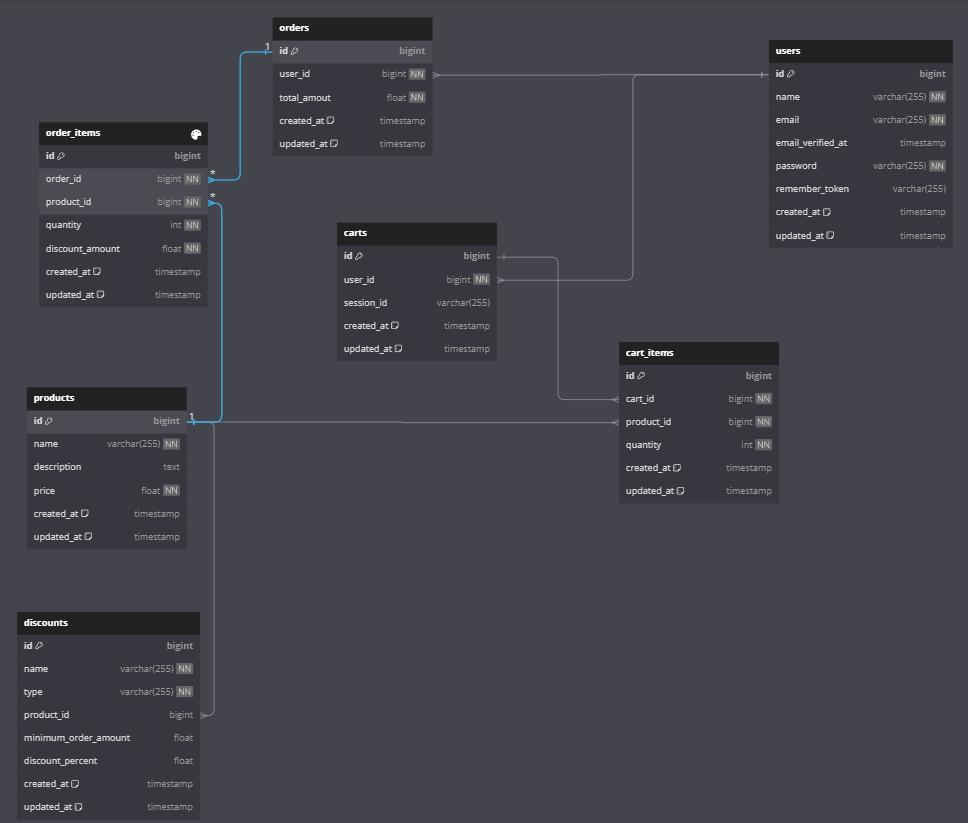 orders
1 id bigint
user_id bigint NN
total_amout float NN
created_at timestamp
updated_at timestamp
users
id bigint
name varchar(255) NN
email varchar(255) NN
email_verified_at timestamp
password varchar(255) NN
remember_token varchar(255)
created_at timestamp
updated_at timestamp
order_items
id bigint
order_id bigint NN *
product_id bigint NN *
quantity int NN
discount_amount float NN
created_at timestamp
updated_at timestamp
carts
id bigint
user_id bigint NN
session_id varchar(255)
created_at timestamp
updated_at timestamp
cart_items
id bigint
cart_id bigint NN
product_id bigint NN
quantity int NN
created_at timestamp
updated_at timestamp
products
id bigint 1
name varchar(255) NN
description text
price float NN
created_at timestamp
updated_at timestamp
discounts
id bigint
name varchar(255) NN
type varchar(255) NN
product_id bigint
minimum_order_amount float
discount_percent float
created_at timestamp
updated_at timestamp